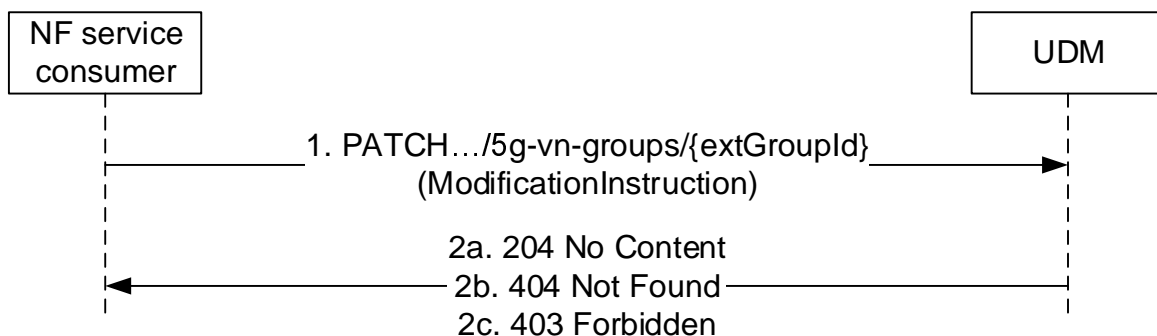 NF service
consumer
UDM
1. PATCH…/5g-vn-groups/{extGroupId}
(ModificationInstruction)
2a. 204 No Content
2b. 404 Not Found
2c. 403 Forbidden